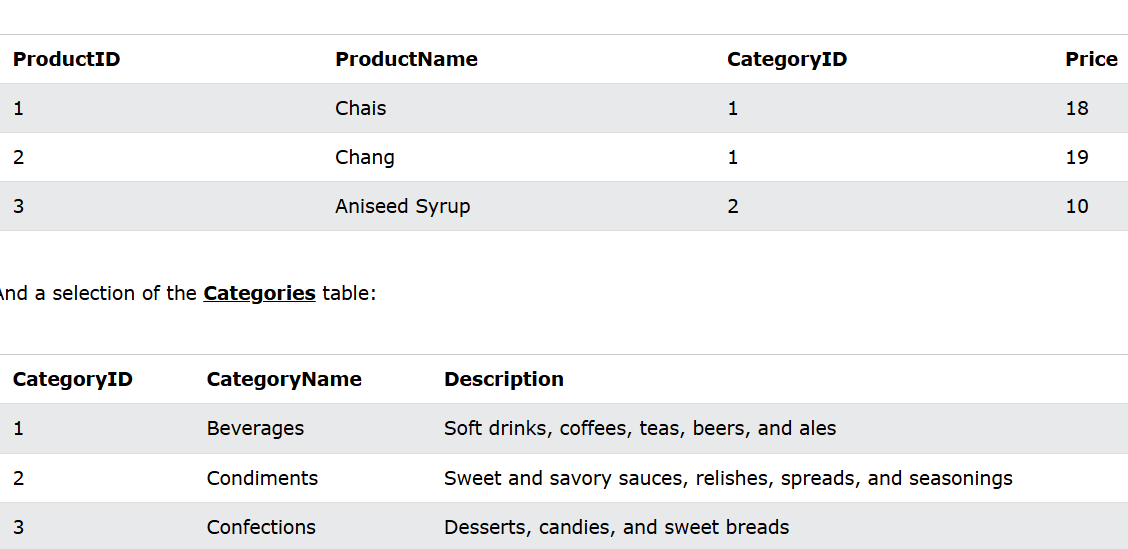 ProductID ProductName CategoryID Price
1 Chais 1 18
2 Chang 1 19
3 Aniseed Syrup 2 10
And a selection of the Categories table:
CategoryID CategoryName Description
1 Beverages Soft drinks, coffees, teas, beers, and ales
2 Condiments Sweet and savory sauces, relishes, spreads, and seasonings
3 Confections Desserts, candies, and sweet breads